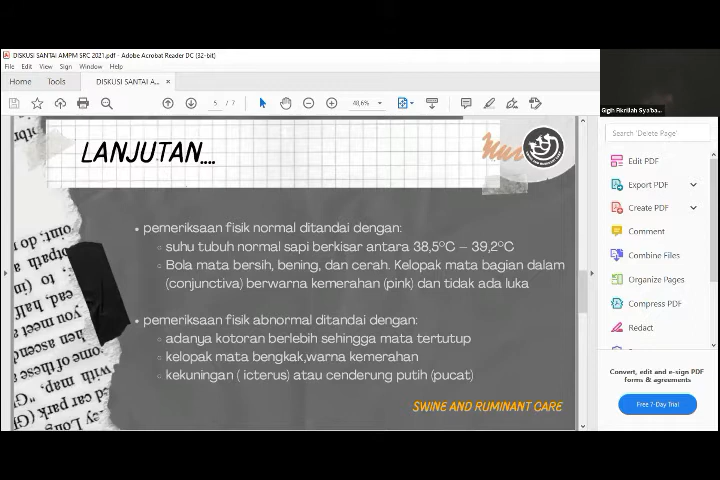 DISKUSI SANTAI AMPM SRC 2021.pdf - Adobe Acrobat Reader DC (32-bit)
File Edit View Sign Window Help
Home Tools DISKUSI SANTAI A... ×
5 / 7 48,6%
Gigih Fikrillah Sya'ba...
Search 'Delete Page'
Edit PDF
Export PDF
Create PDF
Comment
Combine Files
Organize Pages
Compress PDF
Redact
Convert, edit and e-sign PDF
forms & agreements
Free 7-Day Trial
LANJUTAN....
pemeriksaan fisik normal ditandai dengan:
suhu tubuh normal sapi berkisar antara 38,5°C – 39,2°C
Bola mata bersih, bening, dan cerah. Kelopak mata bagian dalam
(conjunctiva) berwarna kemerahan (pink) dan tidak ada luka
pemeriksaan fisik abnormal ditandai dengan:
adanya kotoran berlebih sehingga mata tertutup
kelopak mata bengkak,warna kemerahan
kekuningan ( icterus) atau cenderung putih (pucat)
SWINE AND RUMINANT CARE